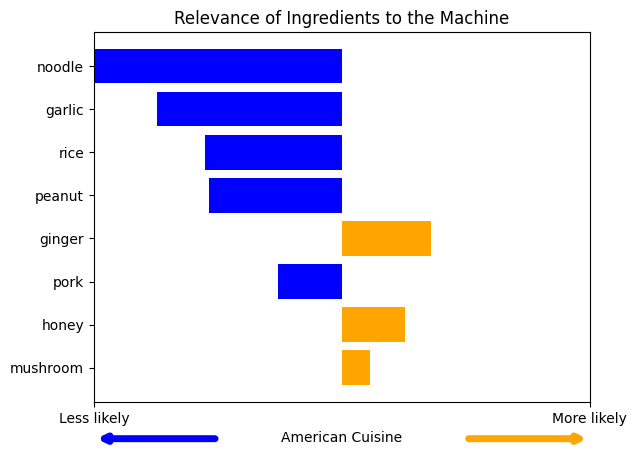 Relevance of Ingredients to the Machine
noodle
garlic
rice
peanut
ginger
pork
honey
mushroom
Less likely More likely
American Cuisine